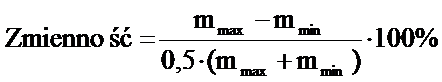 Zmienno ść = (m_max − m_min) / (0,5·(m_max + m_min )) ·100%